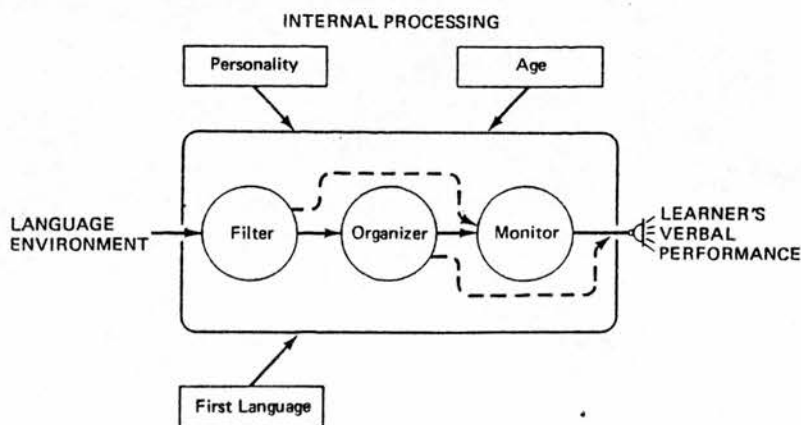 INTERNAL PROCESSING
Personality
Age
LANGUAGE
ENVIRONMENT
Filter
Organizer
Monitor
LEARNER'S
VERBAL
PERFORMANCE
First Language